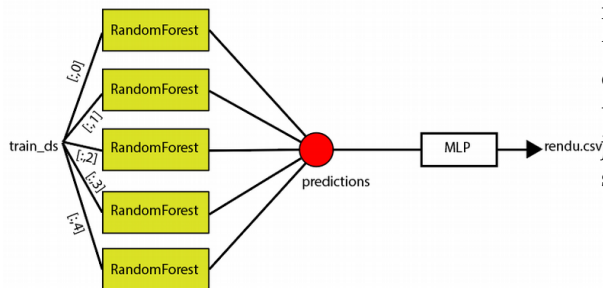 RandomForest
[:,0]
RandomForest
[:,1]
train_ds
[:,2]
RandomForest
MLP
rendu.csv
[:,3]
predictions
RandomForest
[:,4]
RandomForest